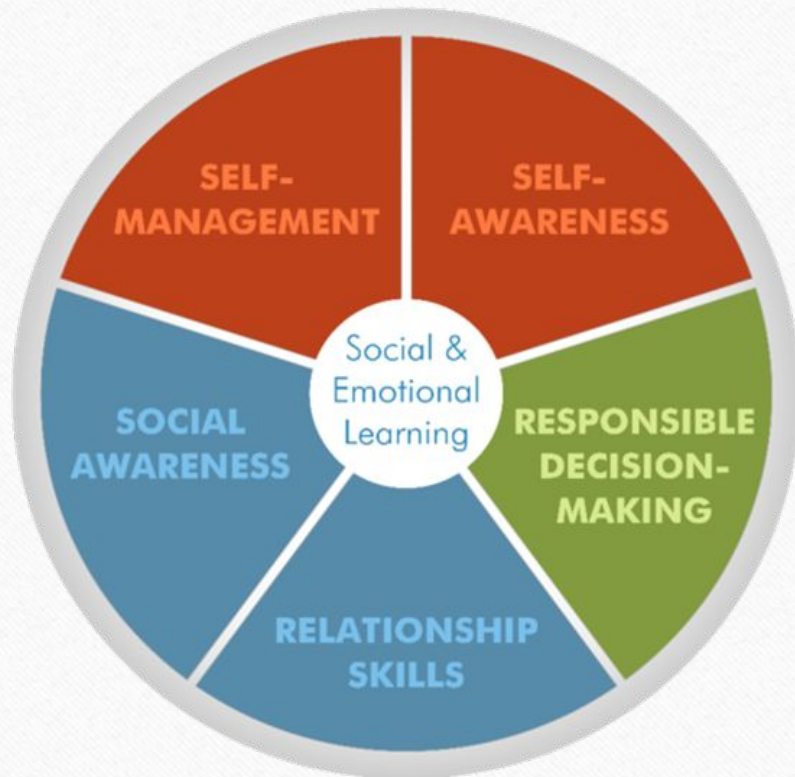 SELF-
MANAGEMENT
SELF-
AWARENESS
Social &
Emotional
Learning
SOCIAL
AWARENESS
RESPONSIBLE
DECISION-
MAKING
RELATIONSHIP
SKILLS